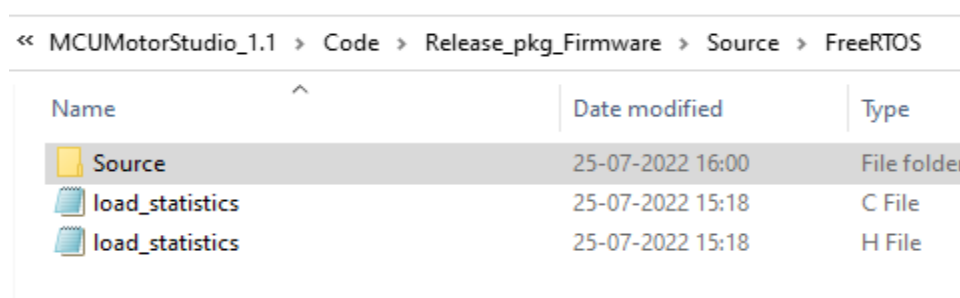 « MCUMotorStudio_1.1 > Code > Release_pkg_Firmware > Source > FreeRTOS
Name Date modified Type
Source 25-07-2022 16:00 File folder
load_statistics 25-07-2022 15:18 C File
load_statistics 25-07-2022 15:18 H File